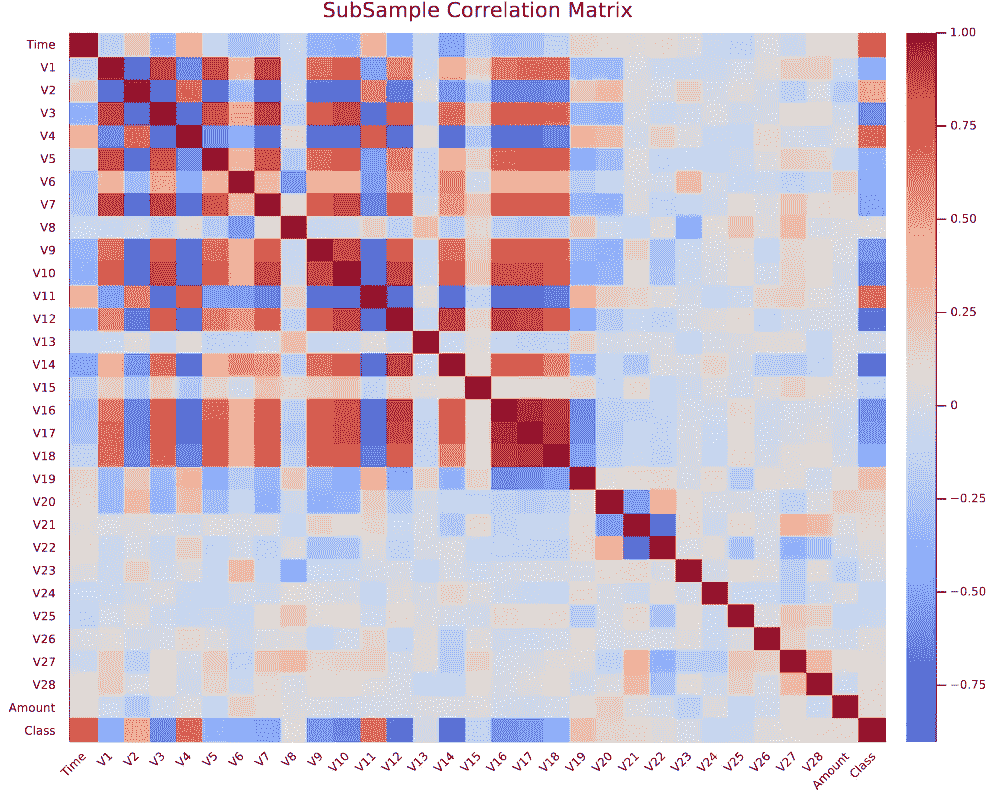 SubSample Correlation Matrix
Time
V1
V2
V3
V4
V5
V6
V7
V8
V9
V10
V11
V12
V13
V14
V15
V16
V17
V18
V19
V20
V21
V22
V23
V24
V25
V26
V27
V28
Amount
Class
1.00
0.75
0.50
0.25
0
−0.25
−0.50
−0.75
Time V1 V2 V3 V4 V5 V6 V7 V8 V9 V10 V11 V12 V13 V14 V15 V16 V17 V18 V19 V20 V21 V22 V23 V24 V25 V26 V27 V28 Amount Class